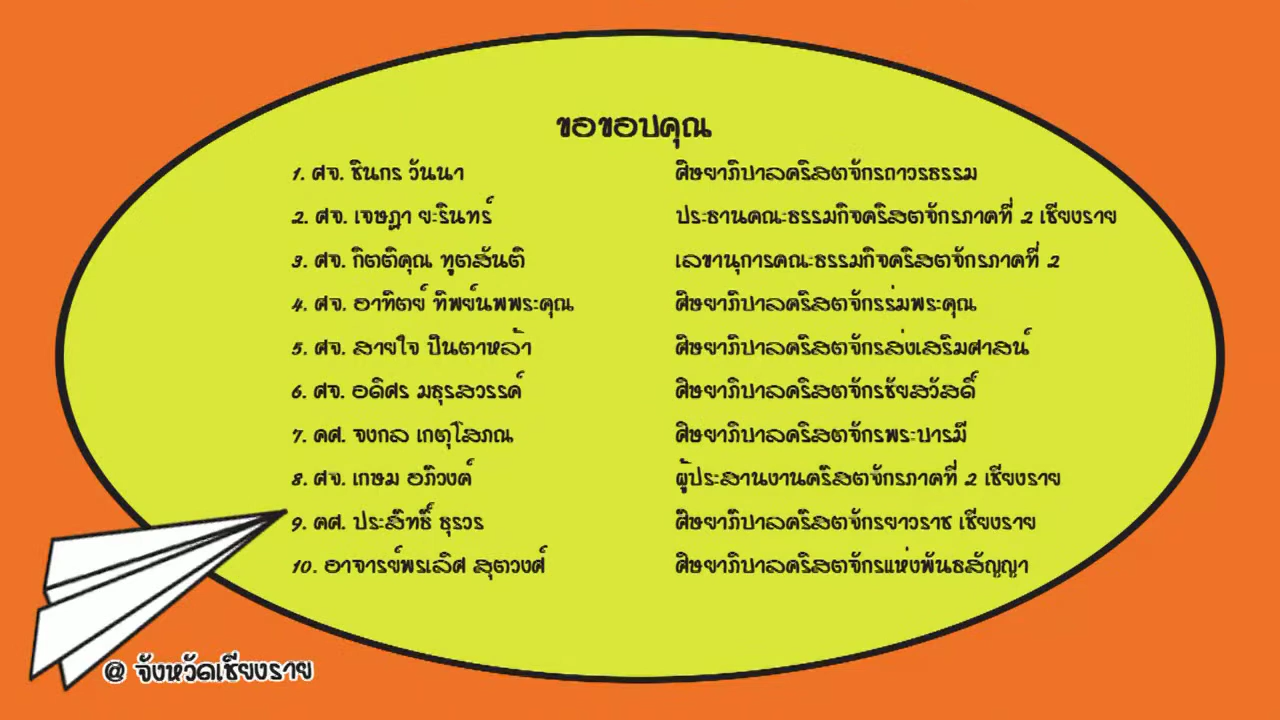 ขอขอบคุณ
1. ศจ. ชินกร วันนา ศิษยาภิบาลคริสตจักรถาวรธรรม
2. ศจ. เจษฎา ยะรินทร์ ประธานคณะธรรมกิจคริสตจักรภาคที่ 2 เชียงราย
3. ศจ. กิตติคุณ ทูตสันติ เลขานุการคณะธรรมกิจคริสตจักรภาคที่ 2
4. ศจ. อาทิตย์ ทิพย์นพพระคุณ ศิษยาภิบาลคริสตจักรร่มพระคุณ
5. ศจ. สายใจ ปินตาหล้า ศิษยาภิบาลคริสตจักรส่งเสริมศาสน์
6. ศจ. อดิศร มธุรสวรรค์ ศิษยาภิบาลคริสตจักรชัยสวัสดิ์
7. คศ. จงกล เกตุโสภณ ศิษยาภิบาลคริสตจักรพระบารมี
8. ศจ. เกษม อภิวงค์ ผู้ประสานงานคริสตจักรภาคที่ 2 เชียงราย
9. คศ. ประสิทธิ์ ธุรวร ศิษยาภิบาลคริสตจักรยาวราช เชียงราย
10. อาจารย์พรเลิศ สุตวงศ์ ศิษยาภิบาลคริสตจักรแห่งพันธสัญญา
@ จังหวัดเชียงราย